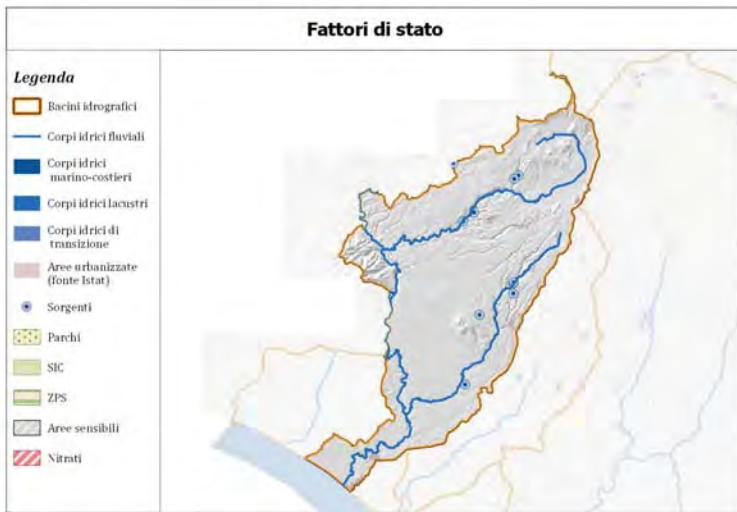 Fattori di stato
Legenda
Bacini idrografici
Corpi idrici fluviali
Corpi idrici
marino-costieri
Corpi idrici lacustri
Corpi idrici di
transizione
Aree urbanizzate
(fonte Istat)
Sorgenti
Parchi
SIC
ZPS
Aree sensibili
Nitrati